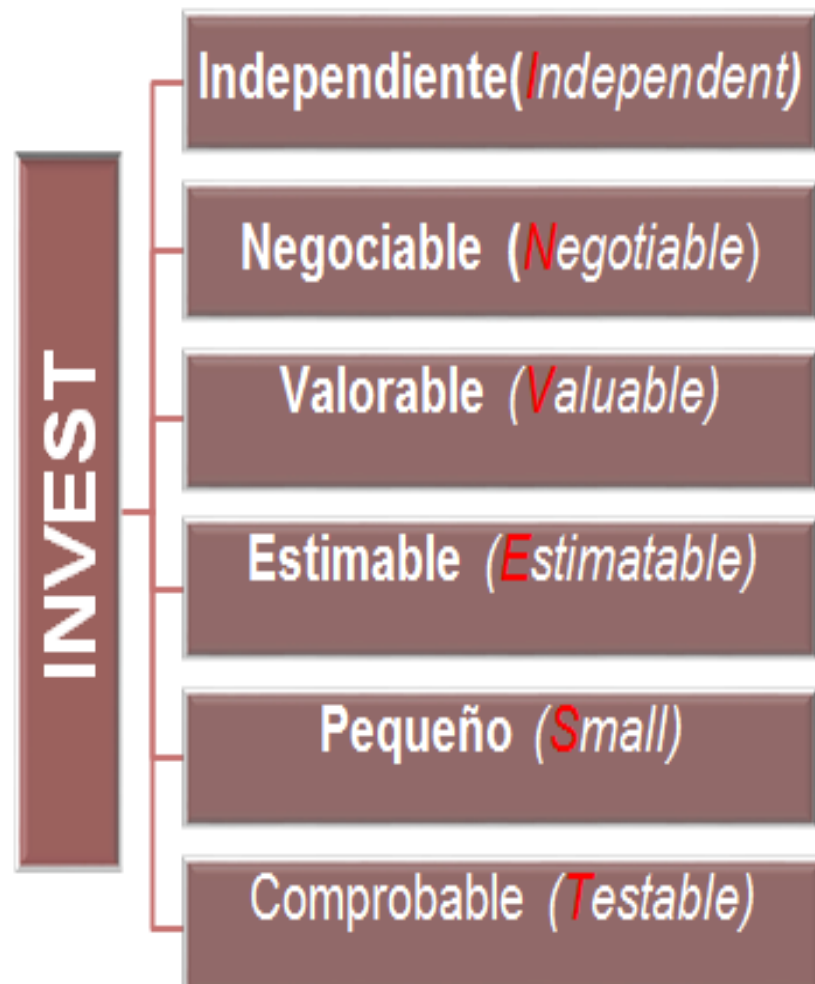 INVEST
Independiente(Independent)
Negociable (Negotiable)
Valorable (Valuable)
Estimable (Estimatable)
Pequeño (Small)
Comprobable (Testable)